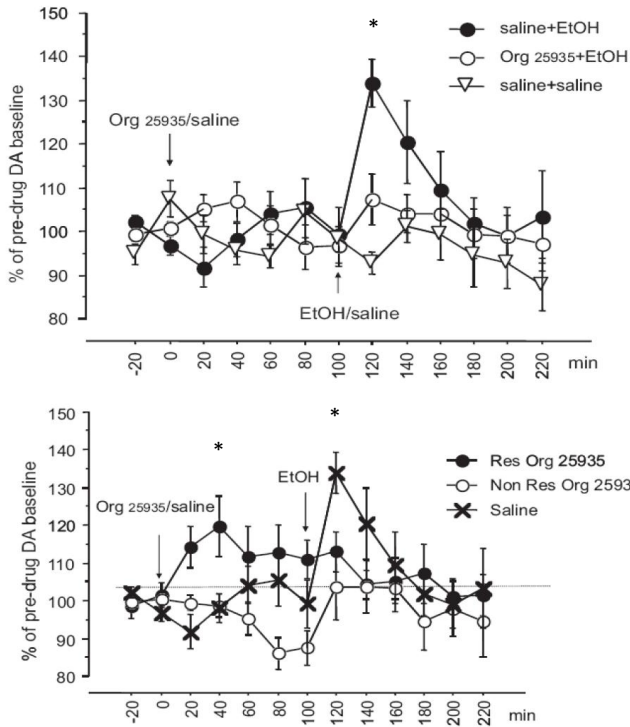 *
150
saline+EtOH
140
Org 25935+EtOH
130
saline+saline
Org 25935/saline
120
110
100
90
EtOH/saline
80
% of pre-drug DA baseline
-20 0 20 40 60 80 100 120 140 160 180 200 220 min
150
*
140
*
EtOH
Res Org 25935
130
Org 25935/saline
Non Res Org 2593
120
Saline
110
100
90
80
% of pre-drug DA baseline
-20 0 20 40 60 80 100 120 140 160 180 200 220 min